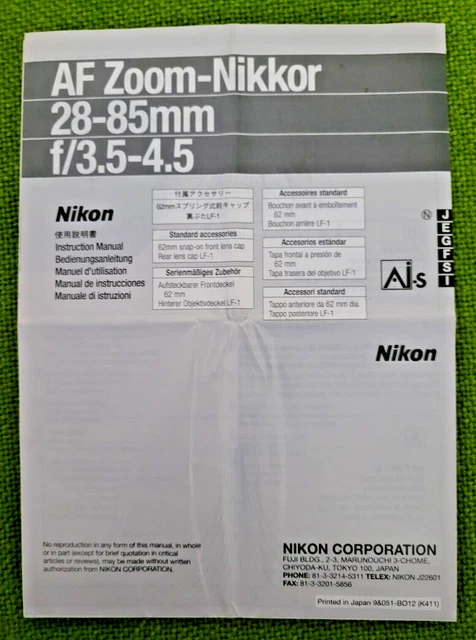 AF Zoom-Nikkor
28-85mm
f/3.5-4.5
Nikon
使用説明書
Instruction Manual
Bedienungsanleitung
Manuel d'utilisation
Manual de instrucciones
Manuale di istruzioni
付属アクセサリー
62mmスプリング式前キャップ
裏ぶたLF-1
Standard accessories
62mm snap-on front lens cap
Rear lens cap LF-1
Serienmäßiges Zubehör
Aufsteckbarer Frontdeckel
62 mm
Hinterer Objektivdeckel LF-1
Accessoires standard
Bouchon avant à emboîtement
62 mm
Bouchon arrière LF-1
Accesorios estándar
Tapa frontal a presión de
62 mm
Tapa trasera del objetivo LF-1
Accessori standard
Tappo anteriore da 62 mm dia.
Tappo posteriore LF-1
N
J
E
G
F
S
I
Ai-s
Nikon
No reproduction in any form of this manual, in whole
or in part (except for brief quotation in critical
articles or reviews), may be made without written
authorization from NIKON CORPORATION.
NIKON CORPORATION
FUJI BLDG., 2-3, MARUNOUCHI 3-CHOME,
CHIYODA-KU, TOKYO 100, JAPAN
PHONE: 81-3-3214-5311 TELEX: NIKON J22601
FAX: 81-3-3201-5856
Printed in Japan 9&051-BO12 (K411)